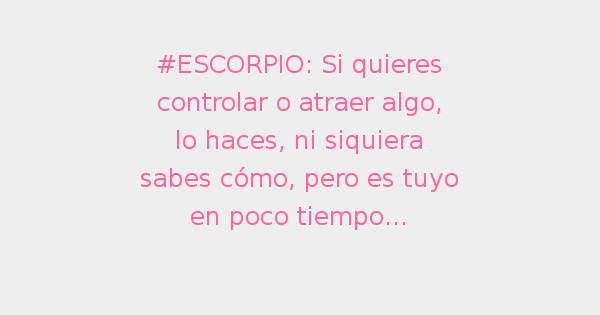 #ESCORPIO: Si quieres
controlar o atraer algo,
lo haces, ni siquiera
sabes cómo, pero es tuyo
en poco tiempo...